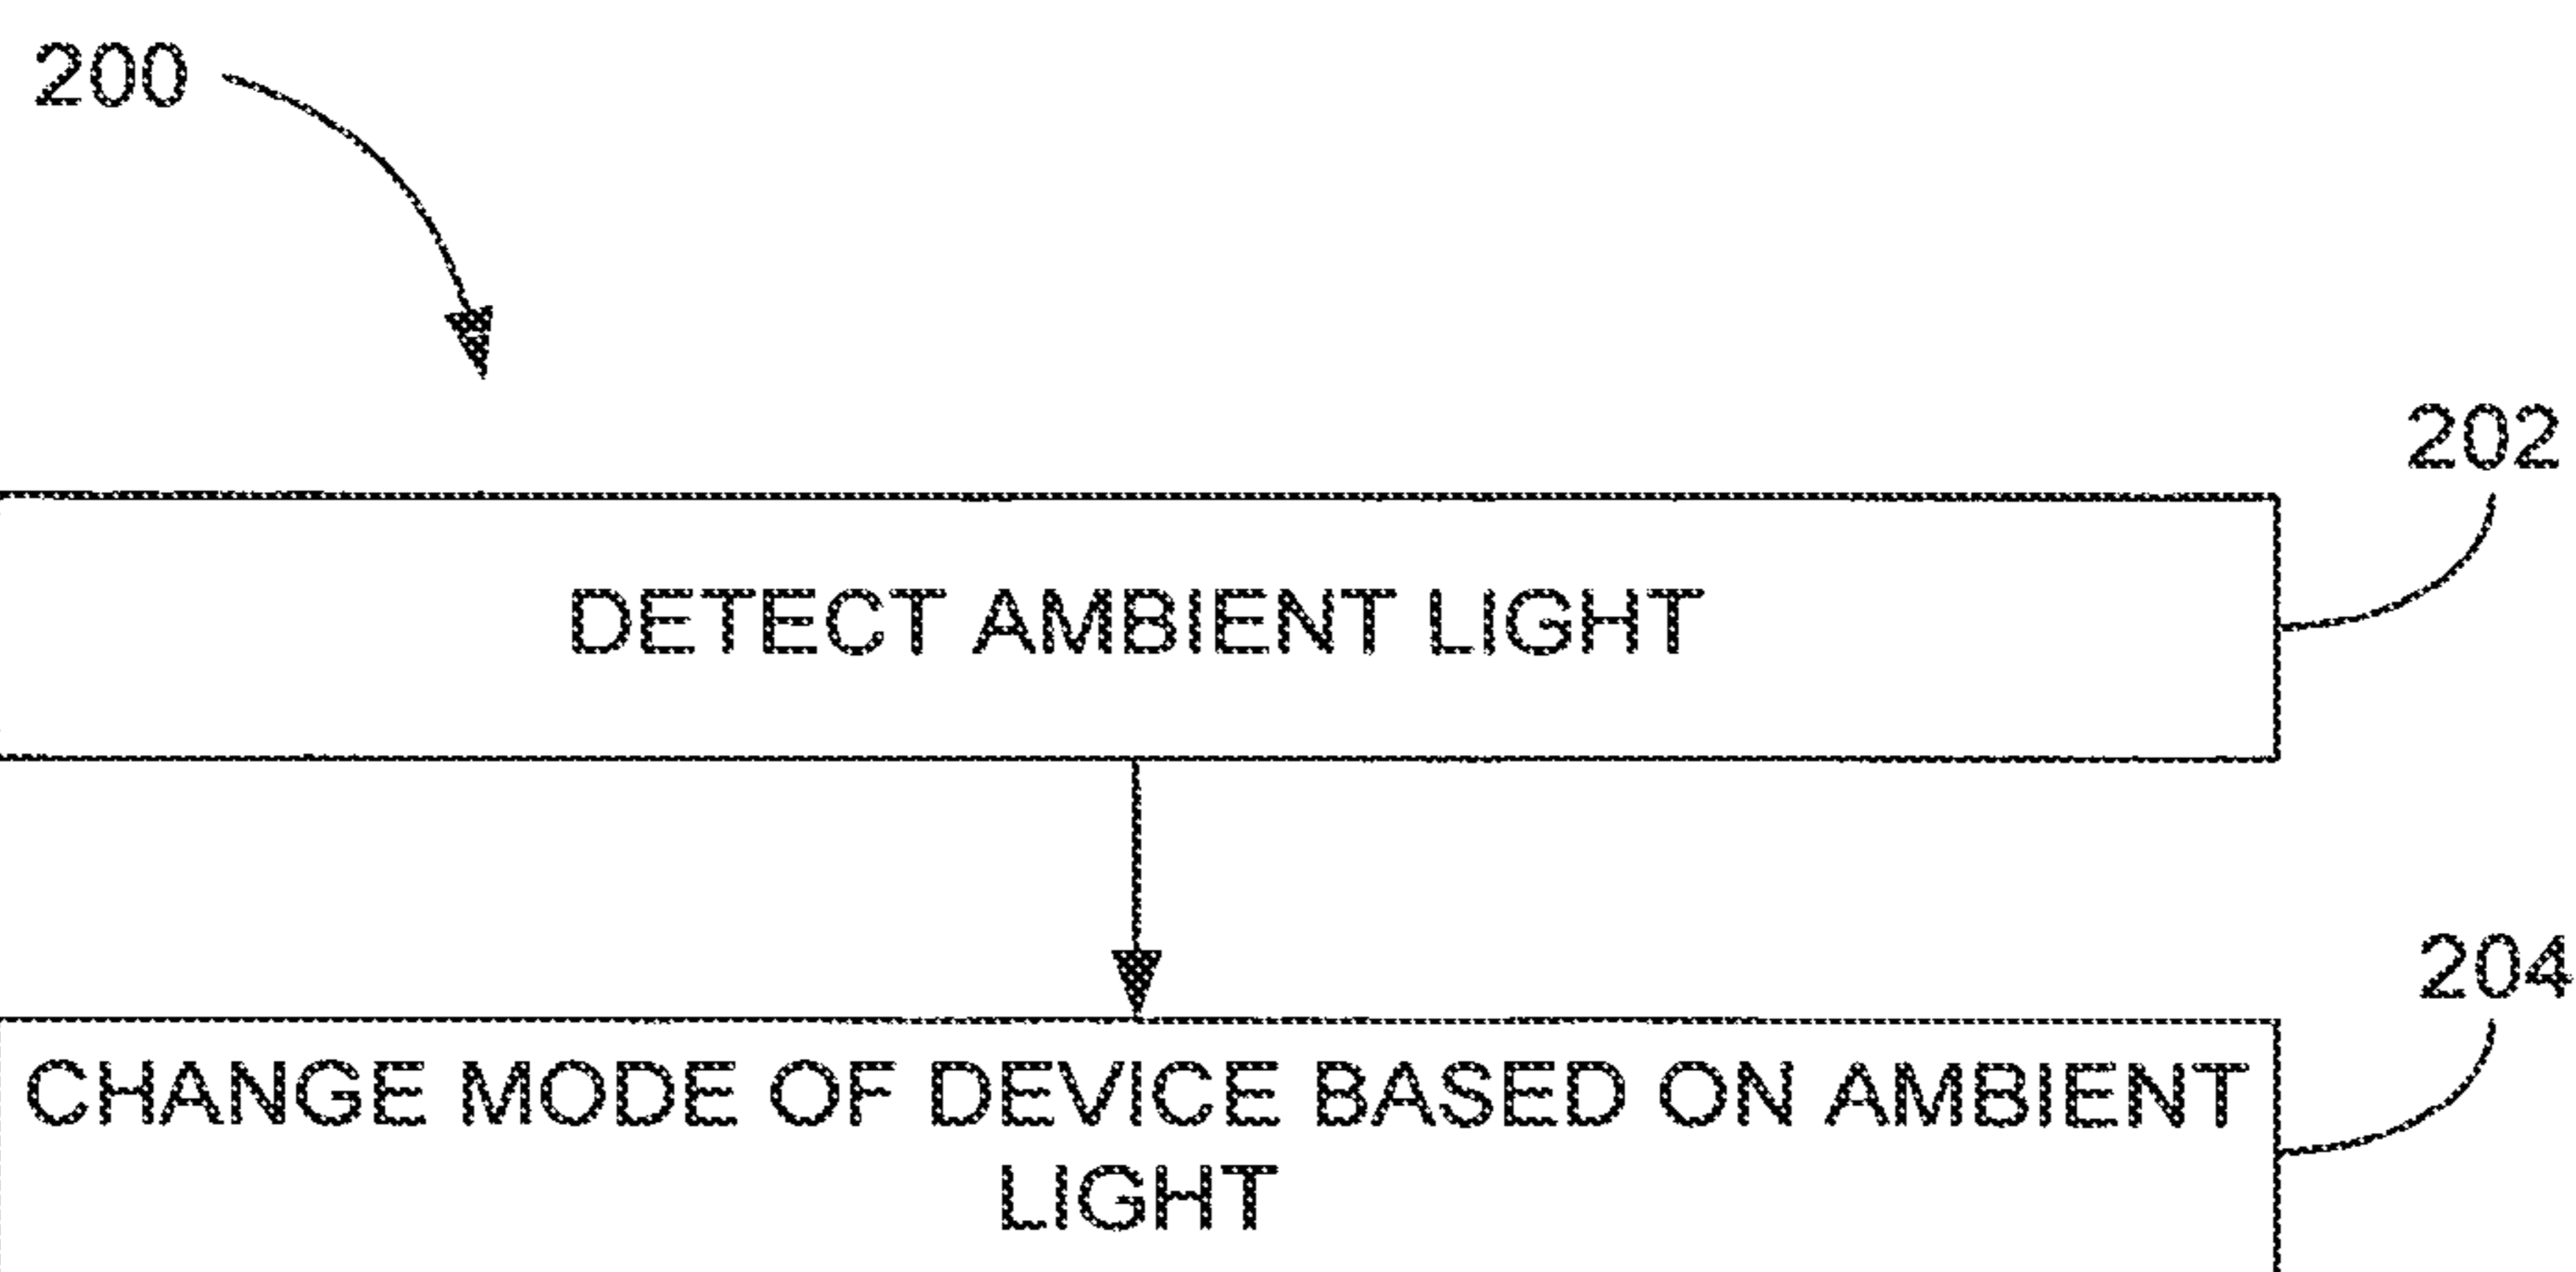 200
202
DETECT AMBIENT LIGHT
204
CHANGE MODE OF DEVICE BASED ON AMBIENT
LIGHT